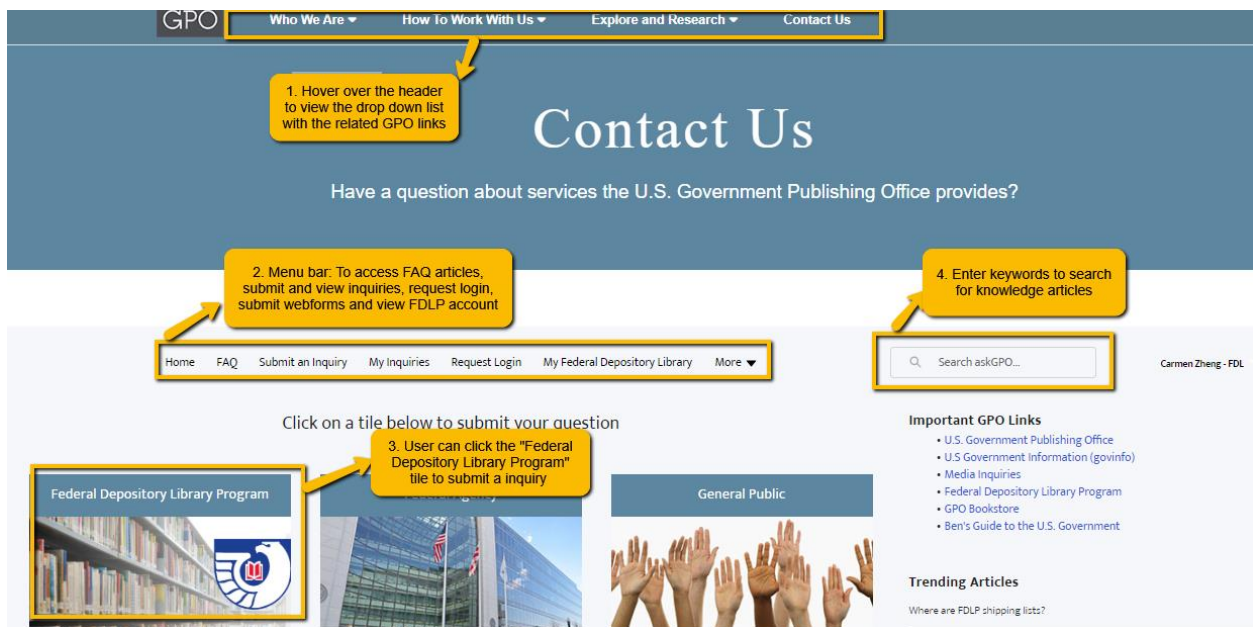 GPO
Who We Are
How To Work With Us
Explore and Research
Contact Us
1. Hover over the header
to view the drop down list
with the related GPO links
Contact Us
Have a question about services the U.S. Government Publishing Office provides?
2. Menu bar: To access FAQ articles,
submit and view inquiries, request login,
submit webforms and view FDLP account
4. Enter keywords to search
for knowledge articles
Home FAQ Submit an Inquiry My Inquiries Request Login My Federal Depository Library More
Search askGPO...
Carmen Zheng - FDL
Click on a tile below to submit your question
3. User can click the "Federal
Depository Library Program"
tile to submit a inquiry
Federal Depository Library Program
General Public
Important GPO Links
• U.S. Government Publishing Office
• U.S Government Information (govinfo)
• Media Inquiries
• Federal Depository Library Program
• GPO Bookstore
• Ben's Guide to the U.S. Government
Trending Articles
Where are FDLP shipping lists?